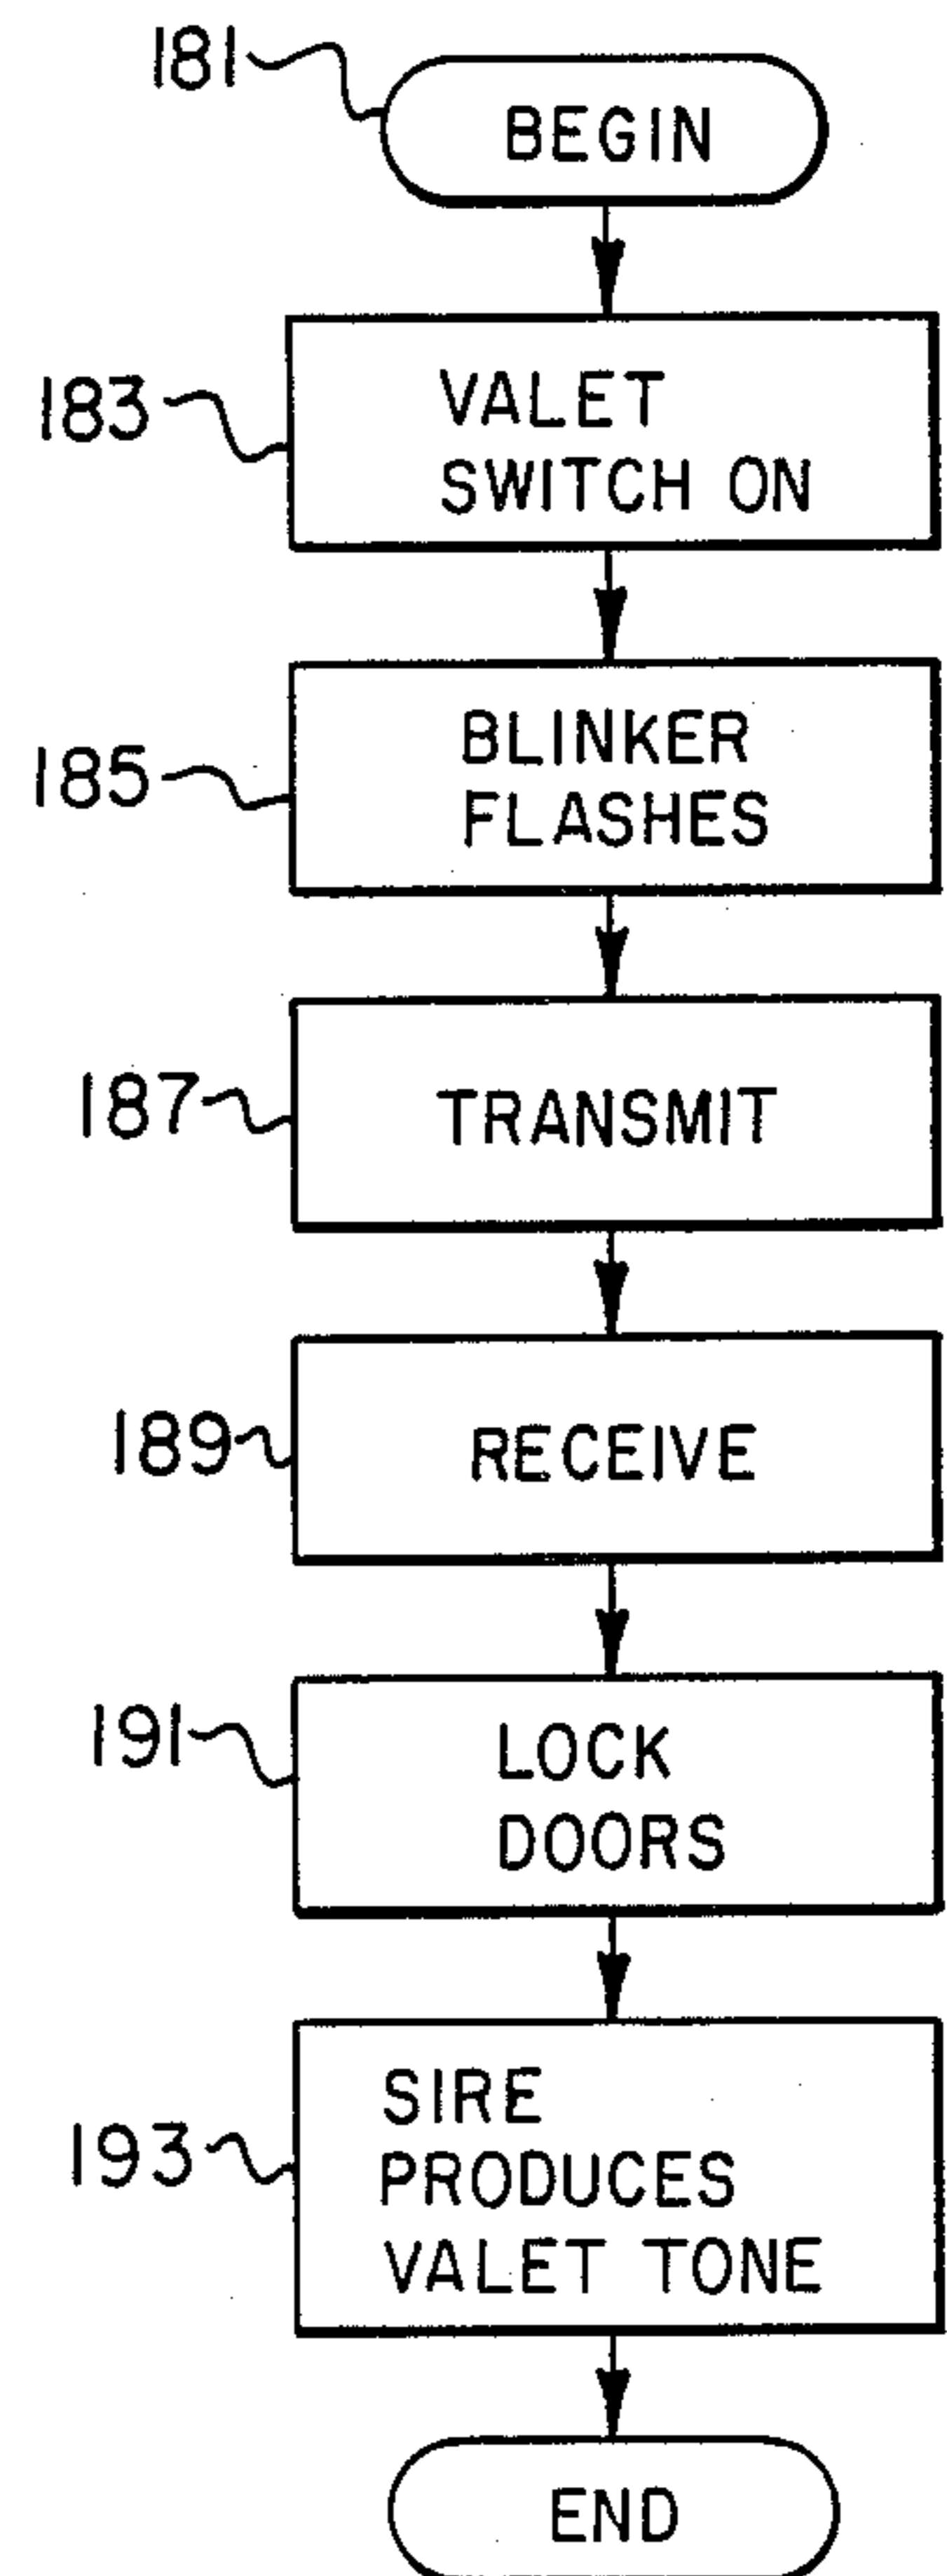 181
BEGIN
183
VALET
SWITCH ON
185
BLINKER
FLASHES
187
TRANSMIT
189
RECEIVE
191
LOCK
DOORS
193
SIRE
PRODUCES
VALET TONE
END